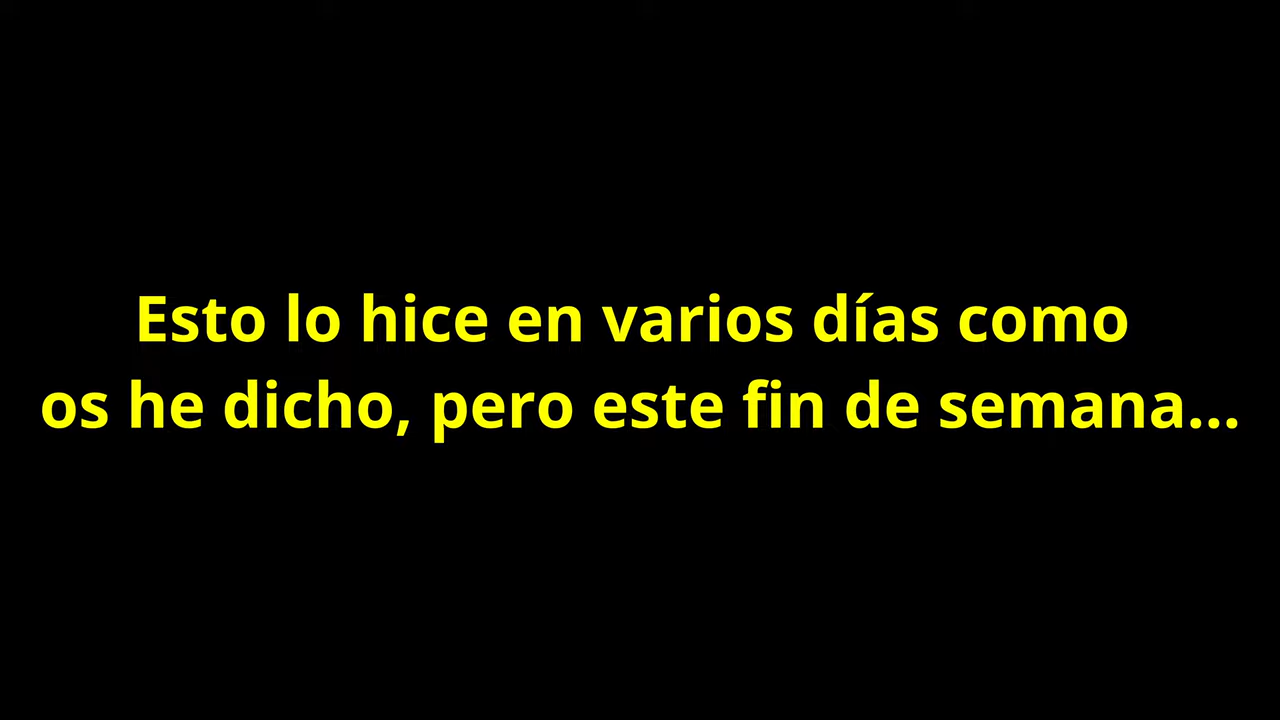 Esto lo hice en varios días como
os he dicho, pero este fin de semana...